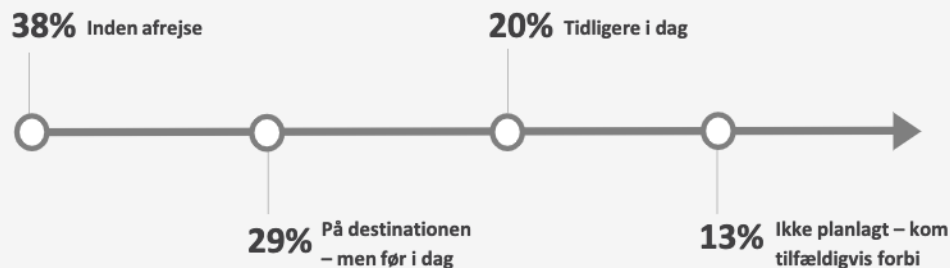 38% Inden afrejse
20% Tidligere i dag
29% På destinationen
– men før i dag
13% Ikke planlagt – kom
tilfældigvis forbi